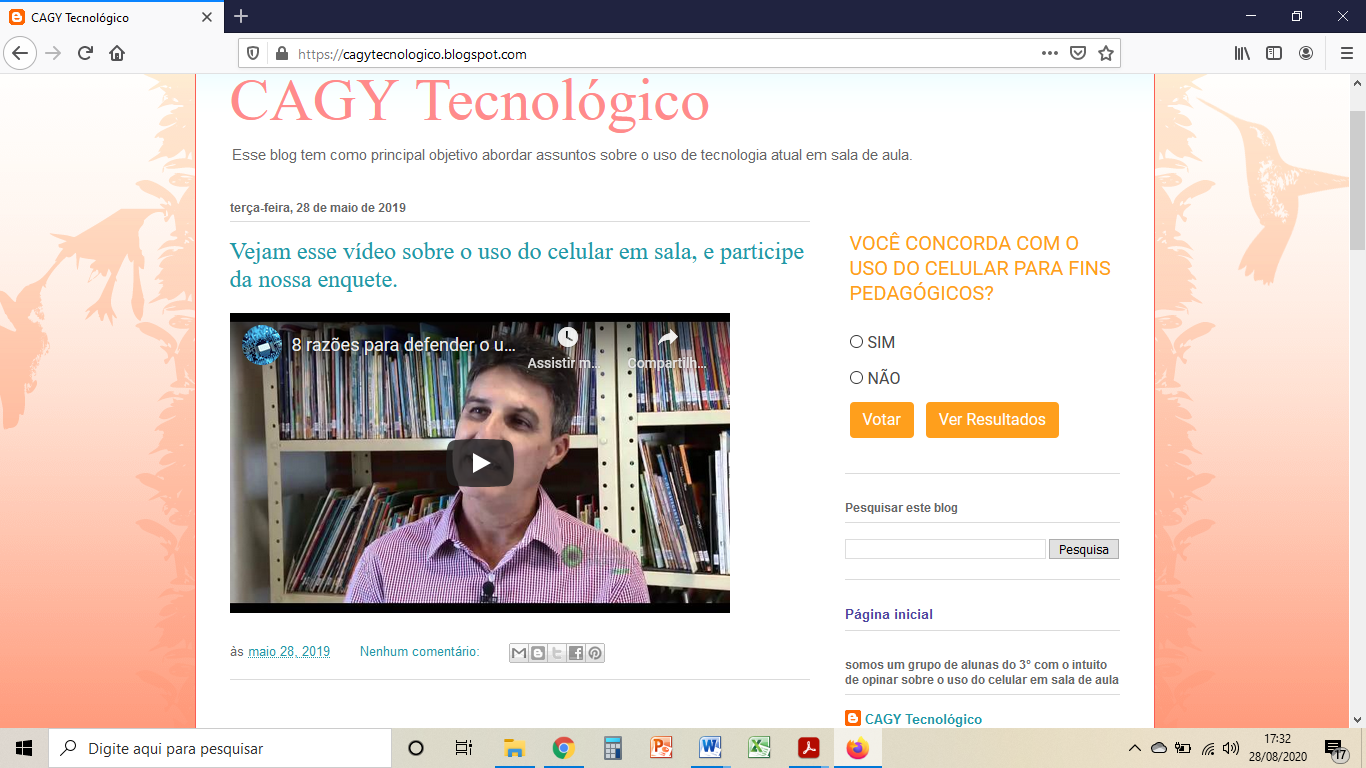 CAGY Tecnológico
https://cagytecnologico.blogspot.com
CAGY Tecnológico
Esse blog tem como principal objetivo abordar assuntos sobre o uso de tecnologia atual em sala de aula.
terça-feira, 28 de maio de 2019
Vejam esse vídeo sobre o uso do celular em sala, e participe
da nossa enquete.
8 razões para defender o u...
Assistir m...
Compartilh...
às maio 28, 2019
Nenhum comentário:
VOCÊ CONCORDA COM O
USO DO CELULAR PARA FINS
PEDAGÓGICOS?
SIM
NÃO
Votar
Ver Resultados
Pesquisar este blog
Pesquisa
Página inicial
somos um grupo de alunas do 3° com o intuito
de opinar sobre o uso do celular em sala de aula
CAGY Tecnológico
Digite aqui para pesquisar
17:32
28/08/2020
17